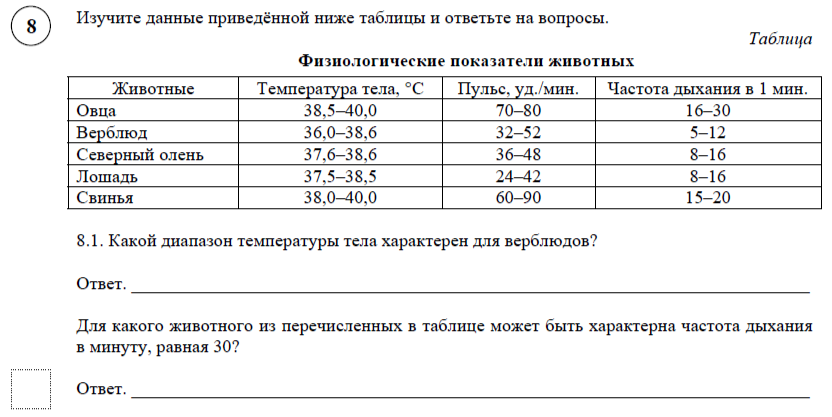 8
Изучите данные приведённой ниже таблицы и ответьте на вопросы.
Таблица
Физиологические показатели животных
Животные Температура тела, °С Пульс, уд./мин. Частота дыхания в 1 мин.
Овца 38,5–40,0 70–80 16–30
Верблюд 36,0–38,6 32–52 5–12
Северный олень 37,6–38,6 36–48 8–16
Лошадь 37,5–38,5 24–42 8–16
Свинья 38,0–40,0 60–90 15–20
8.1. Какой диапазон температуры тела характерен для верблюдов?
Ответ.
Для какого животного из перечисленных в таблице может быть характерна частота дыхания
в минуту, равная 30?
Ответ.